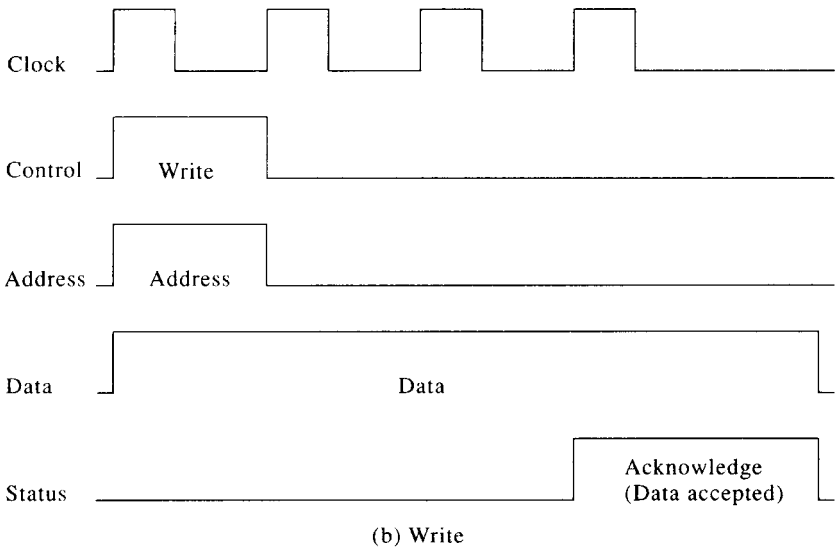 Clock
Control
Write
Address
Address
Data
Data
Status
Acknowledge
(Data accepted)
(b) Write